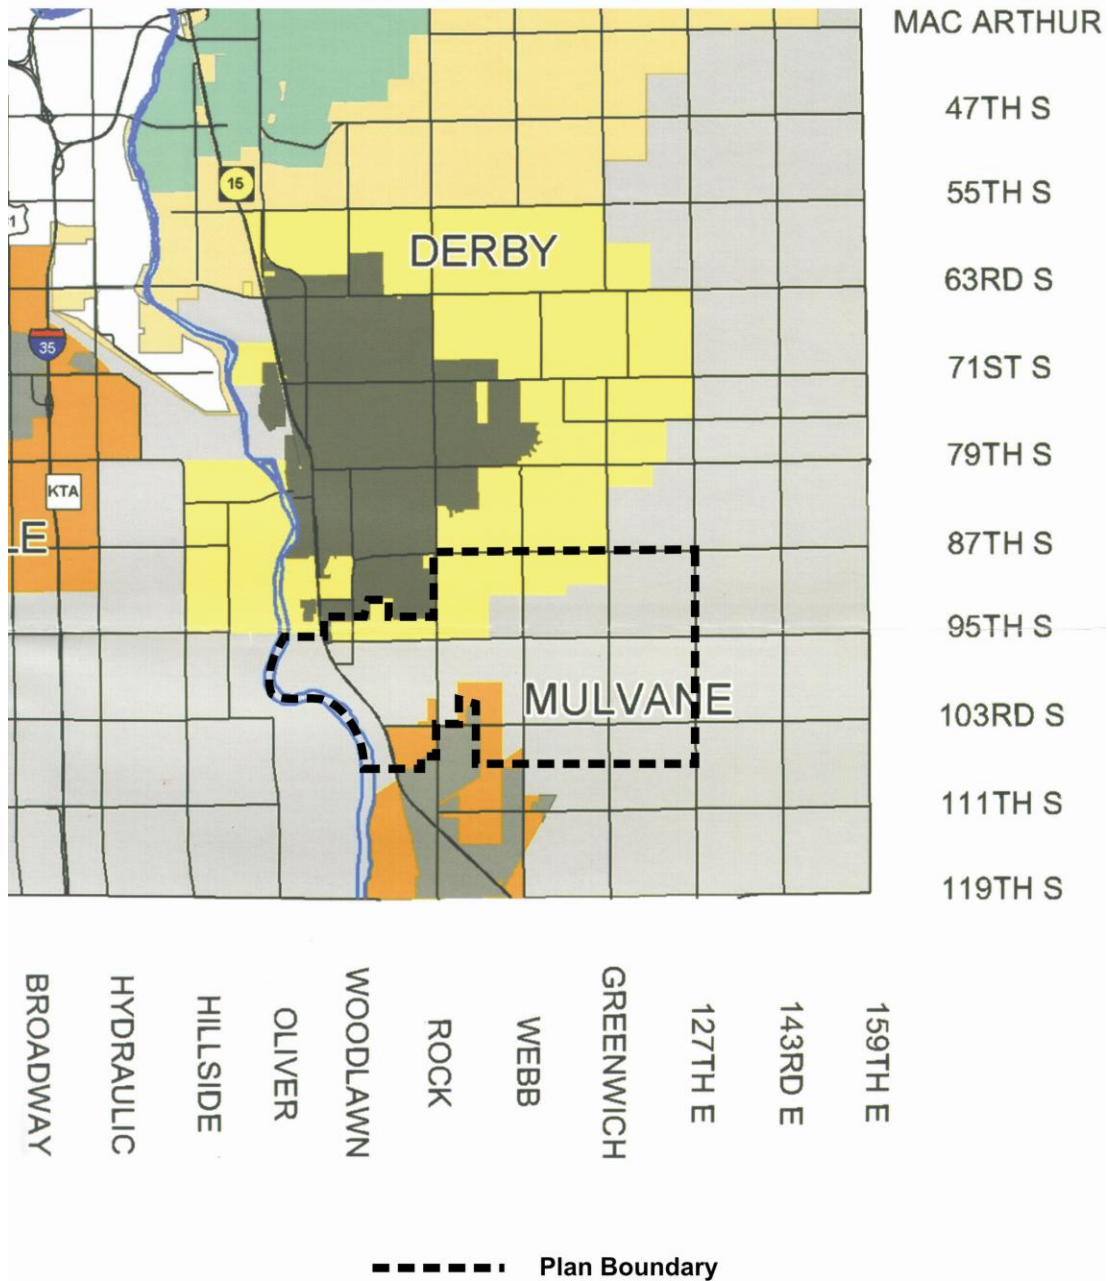 MAC ARTHUR
47TH S
15
55TH S
1
DERBY
63RD S
35
71ST S
79TH S
KTA
LE
87TH S
95TH S
MULVANE
103RD S
111TH S
119TH S
BROADWAY
HYDRAULIC
HILLSIDE
OLIVER
WOODLAWN
ROCK
WEBB
GREENWICH
127TH E
143RD E
159TH E
Plan Boundary